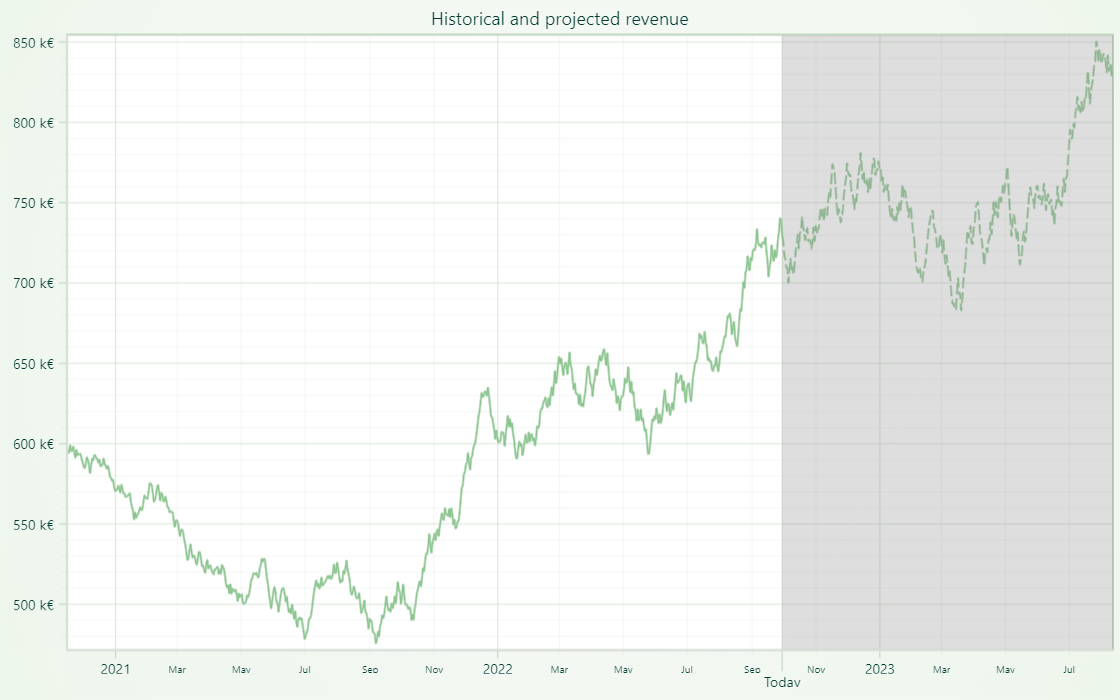 Historical and projected revenue
850 k€
800 k€
750 k€
700 k€
650 k€
600 k€
550 k€
500 k€
2021 Mar May Jul Sep Nov 2022 Mar May Jul Sep Nov 2023 Mar May Jul
Today